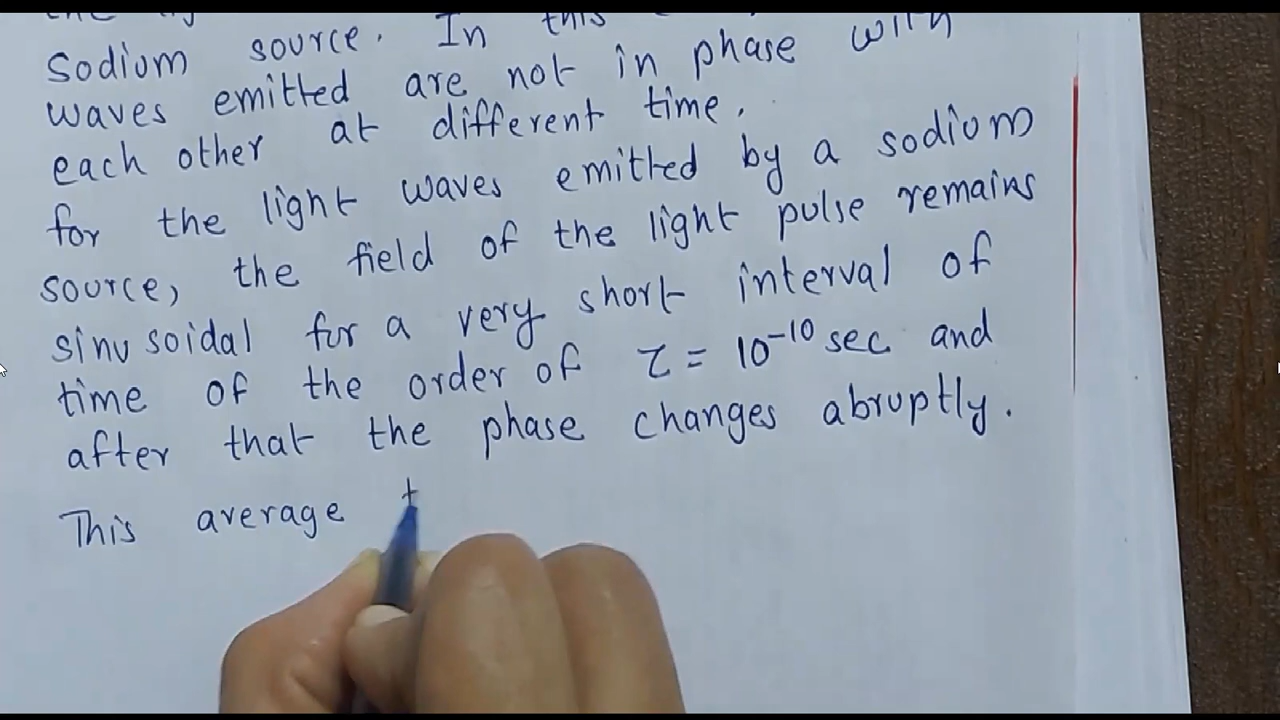 Sodium source. In this
waves emitted are not in phase with
each other at different time.
for the light waves emitted by a sodium
source, the field of the light pulse remains
sinusoidal for a very short interval of
time of the order of τ = 10⁻¹⁰ sec and
after that the phase changes abruptly.
This average t